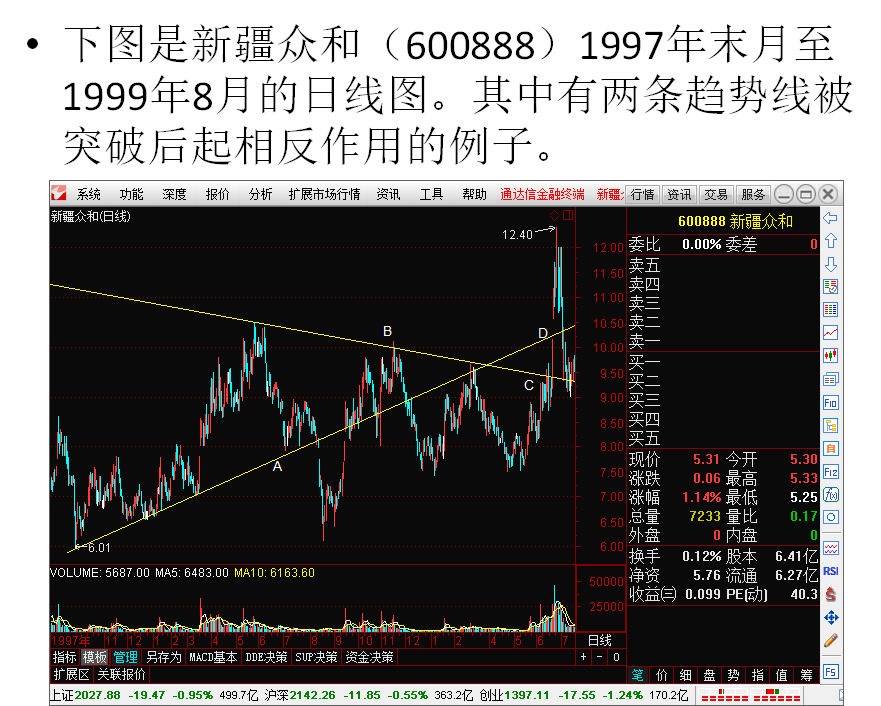 • 下图是新疆众和（600888）1997年末月至
1999年8月的日线图。其中有两条趋势线被
突破后起相反作用的例子。
系统 功能 深度 报价 分析 扩展市场行情 资讯 工具 帮助 通达信金融终端 新疆 行情 资讯 交易 服务
新疆众和(日线)
600888 新疆众和
委比 0.00% 委差 0
卖五
卖四
卖三
卖二
卖一
买一
买二
买三
买四
买五
现价 5.31 今开 5.30
涨跌 0.06 最高 5.33
涨幅 1.14% 最低 5.25
总量 7233 量比 0.17
外盘 0 内盘 0
换手 0.12% 股本 6.41亿
净资 5.76 流通 6.27亿
收益㈢ 0.099 PE(动) 40.3
12.40
12.00
11.50
11.00
10.50
10.00
9.50
9.00
8.50
8.00
7.50
7.00
6.50
6.00
B
D
C
A
6.01
VOLUME: 5687.00 MA5: 6483.00 MA10: 6163.60
50000
25000
1997年 11 12 2 3 4 5 6 7 8 9 10 11 12 1 2 4 5 6 7 日线
指标 模板 管理 另存为 MACD基本 DDE决策 SUP决策 资金决策 + - 0
扩展区 关联报价
笔 价 细 盘 势 指 值 筹
F10
自
F12
f(x)
RSI
$
F5
上证2027.88 -19.47 -0.95% 499.7亿 沪深2142.26 -11.85 -0.55% 363.2亿 创业1397.11 -17.55 -1.24% 170.2亿